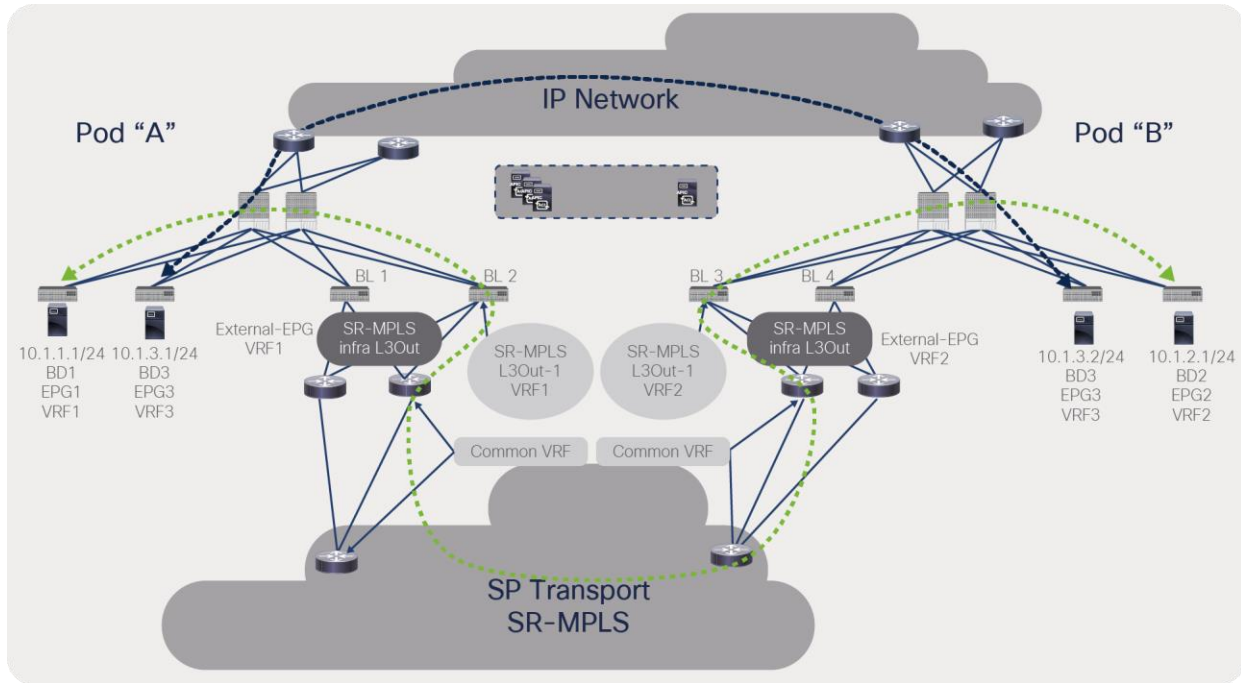 IP Network
Pod “A”
Pod “B”
BL 1
BL 2
BL 3
BL 4
External-EPG
VRF1
SR-MPLS
infra L3Out
SR-MPLS
L3Out-1
VRF1
SR-MPLS
L3Out-1
VRF2
SR-MPLS
infra L3Out
External-EPG
VRF2
10.1.1.1/24
BD1
EPG1
VRF1
10.1.3.1/24
BD3
EPG3
VRF3
10.1.3.2/24
BD3
EPG3
VRF3
10.1.2.1/24
BD2
EPG2
VRF2
Common VRF
Common VRF
SP Transport
SR-MPLS